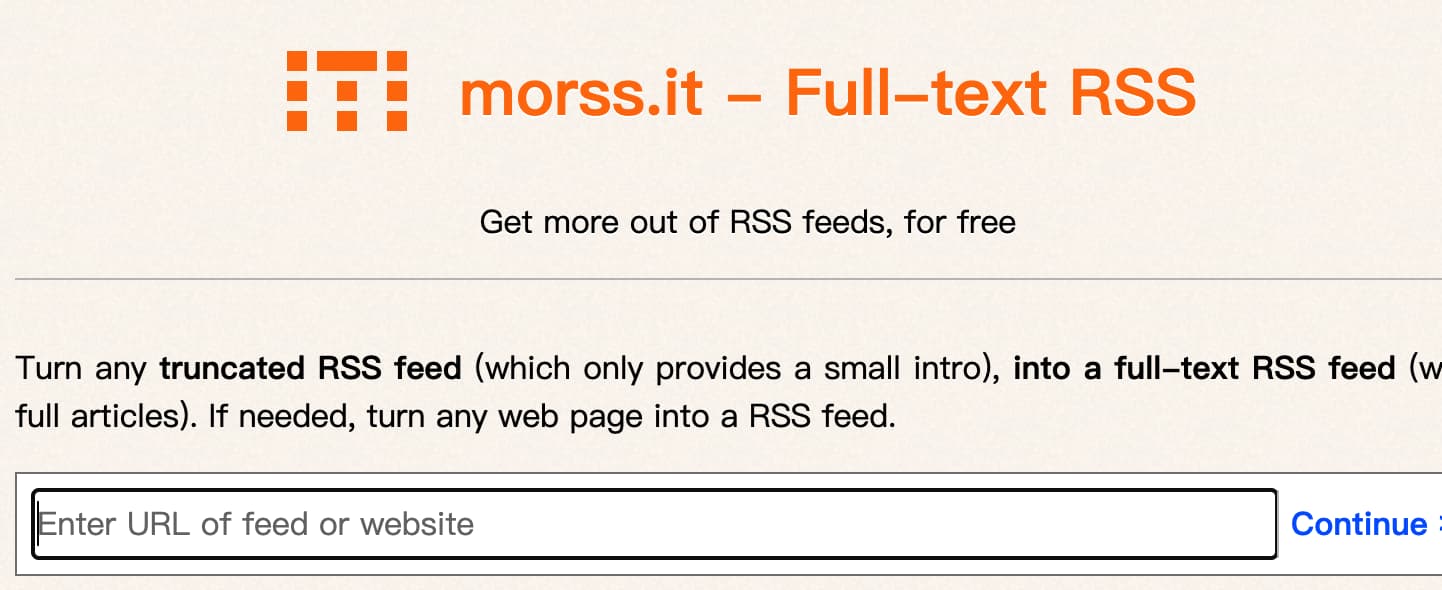 morss.it - Full-text RSS
Get more out of RSS feeds, for free
Turn any truncated RSS feed (which only provides a small intro), into a full-text RSS feed (w
full articles). If needed, turn any web page into a RSS feed.
Enter URL of feed or website
Continue